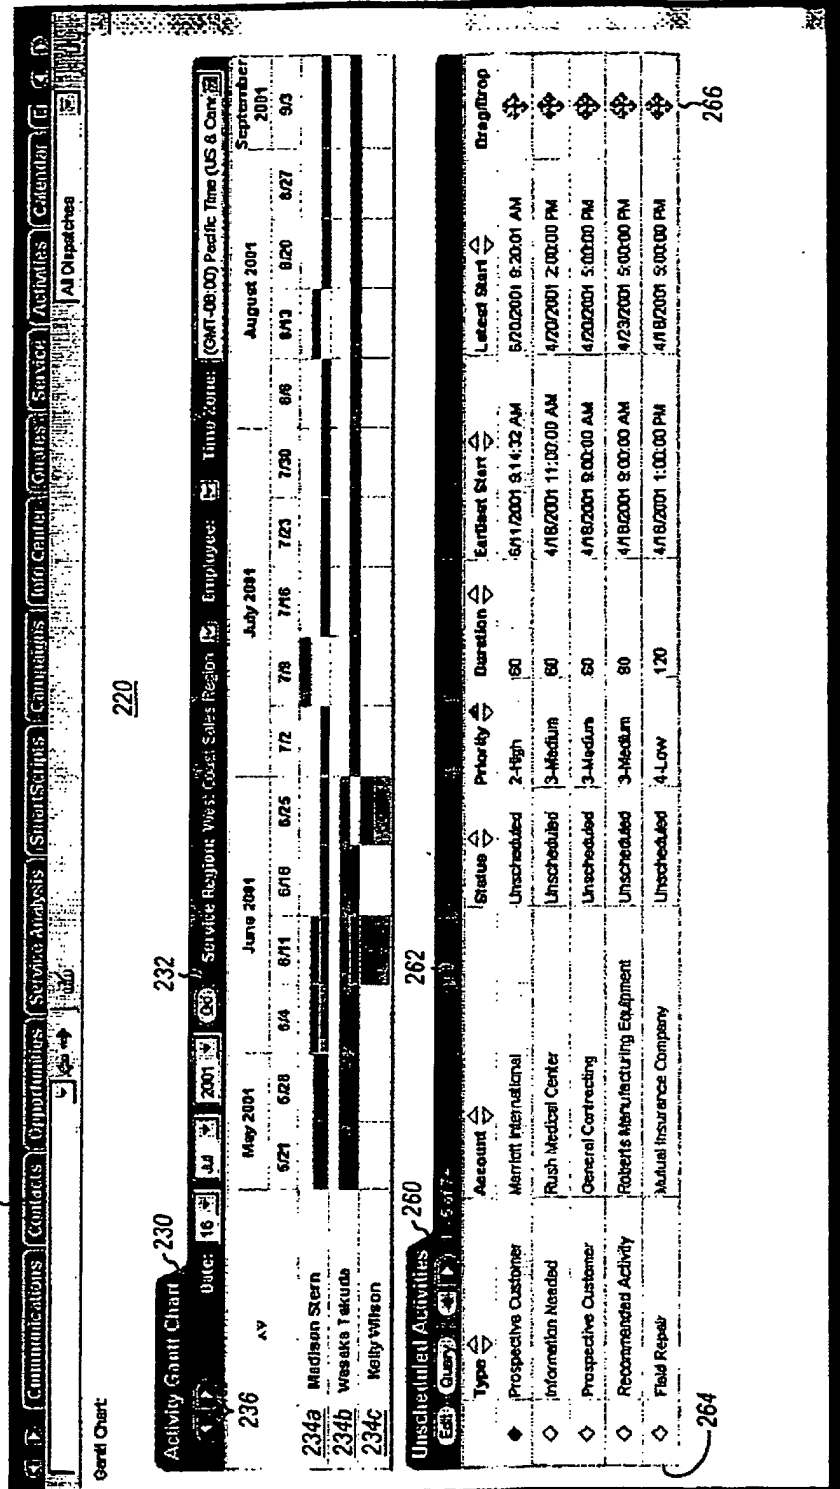 Communications Contacts Opportunities Service Analysis SmartScripts Campaigns Info Center Quotes Service Activities Calendar
All Dispatches
Gantt Chart:
220
Activity Gantt Chart 230
232
Date: 16 Jul 2001 Go Service Region: West Coast Sales Region Employee: Time Zone: (GMT-08:00) Pacific Time (US & Can
236
May 2001 June 2001 July 2001 August 2001 September 2001
5/21 5/28 6/4 6/11 6/18 6/25 7/2 7/9 7/16 7/23 7/30 8/6 8/13 8/20 8/27 9/3
234a Madison Stern
234b Wasaka Takuda
234c Kelly Wilson
Unscheduled Activities 260
262
Edit Query 1 - 5 of 7+
Type Account Status Priority Duration Earliest Start Latest Start Drag/Drop
Prospective Customer Marriott International Unscheduled 2-High 60 6/11/2001 9:14:32 AM 6/20/2001 9:20:01 AM
Information Needed Rush Medical Center Unscheduled 3-Medium 60 4/18/2001 11:00:00 AM 4/20/2001 2:00:00 PM
Prospective Customer General Contracting Unscheduled 3-Medium 60 4/18/2001 9:00:00 AM 4/20/2001 5:00:00 PM
Recommended Activity Roberts Manufacturing Equipment Unscheduled 3-Medium 80 4/18/2001 9:00:00 AM 4/23/2001 5:00:00 PM
Field Repair Mutual Insurance Company Unscheduled 4-Low 120 4/18/2001 1:00:00 PM 4/18/2001 5:00:00 PM
264
266